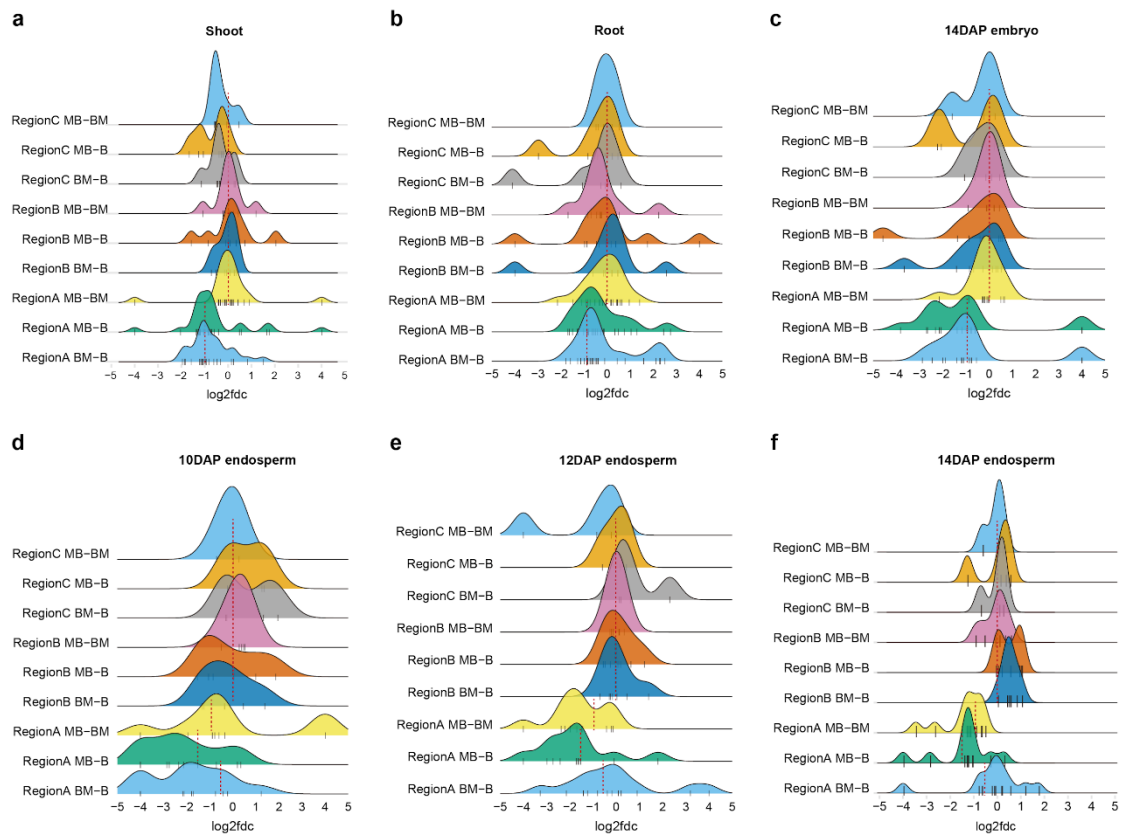 a
Shoot
RegionC MB−BM
RegionC MB−B
RegionC BM−B
RegionB MB−BM
RegionB MB−B
RegionB BM−B
RegionA MB−BM
RegionA MB−B
RegionA BM−B
−5 −4 −3 −2 −1 0 1 2 3 4 5
log2fdc
b
Root
RegionC MB−BM
RegionC MB−B
RegionC BM−B
RegionB MB−BM
RegionB MB−B
RegionB BM−B
RegionA MB−BM
RegionA MB−B
RegionA BM−B
−5 −4 −3 −2 −1 0 1 2 3 4 5
log2fdc
c
14DAP embryo
RegionC MB−BM
RegionC MB−B
RegionC BM−B
RegionB MB−BM
RegionB MB−B
RegionB BM−B
RegionA MB−BM
RegionA MB−B
RegionA BM−B
−5 −4 −3 −2 −1 0 1 2 3 4 5
log2fdc
d
10DAP endosperm
RegionC MB−BM
RegionC MB−B
RegionC BM−B
RegionB MB−BM
RegionB MB−B
RegionB BM−B
RegionA MB−BM
RegionA MB−B
RegionA BM−B
−5 −4 −3 −2 −1 0 1 2 3 4 5
log2fdc
e
12DAP endosperm
RegionC MB−BM
RegionC MB−B
RegionC BM−B
RegionB MB−BM
RegionB MB−B
RegionB BM−B
RegionA MB−BM
RegionA MB−B
RegionA BM−B
−5 −4 −3 −2 −1 0 1 2 3 4 5
log2fdc
f
14DAP endosperm
RegionC MB−BM
RegionC MB−B
RegionC BM−B
RegionB MB−BM
RegionB MB−B
RegionB BM−B
RegionA MB−BM
RegionA MB−B
RegionA BM−B
−5 −4 −3 −2 −1 0 1 2 3 4 5
log2fdc